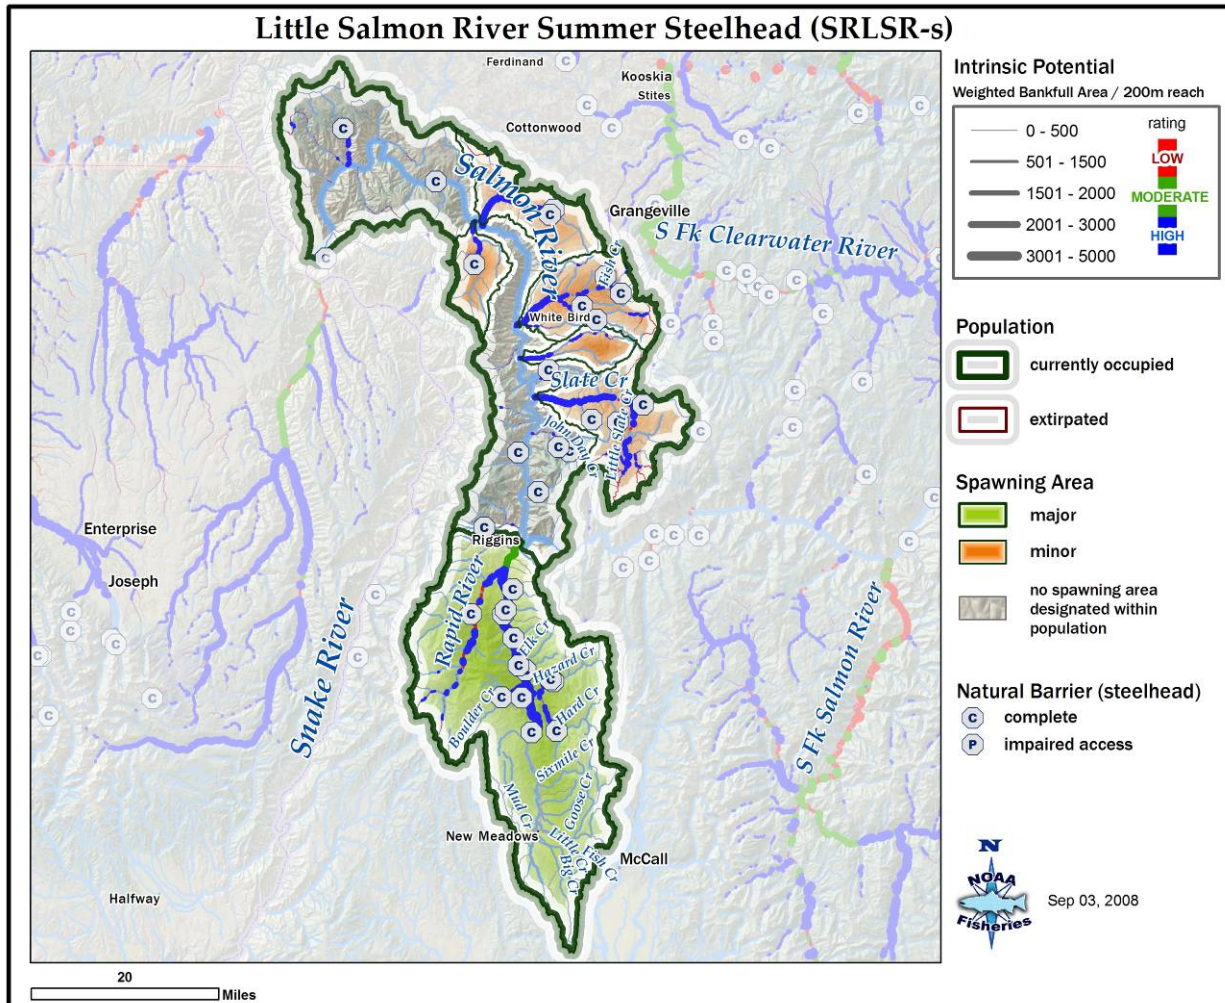 Little Salmon River Summer Steelhead (SRLSR-s)
Ferdinand
Kooskia
Stites
Cottonwood
Grangeville
Salmon River
S Fk Clearwater River
Fish Cr
White Bird
Slate Cr
Little Slate Cr
John Day Cr
Riggins
Enterprise
Joseph
Snake River
Rapid River
Elk Cr
Hazard Cr
Boulder Cr
Hard Cr
Sixmile Cr
S Fk Salmon River
Mud Cr
Goose Cr
New Meadows
Little Cr
Fish Cr
Big Cr
McCall
Halfway
C
20
Miles
Intrinsic Potential
Weighted Bankfull Area / 200m reach
rating
0 - 500
501 - 1500
1501 - 2000
2001 - 3000
3001 - 5000
LOW
MODERATE
HIGH
Population
currently occupied
extirpated
Spawning Area
major
minor
no spawning area
designated within
population
Natural Barrier (steelhead)
C complete
P impaired access
N
NOAA
Fisheries
Sep 03, 2008